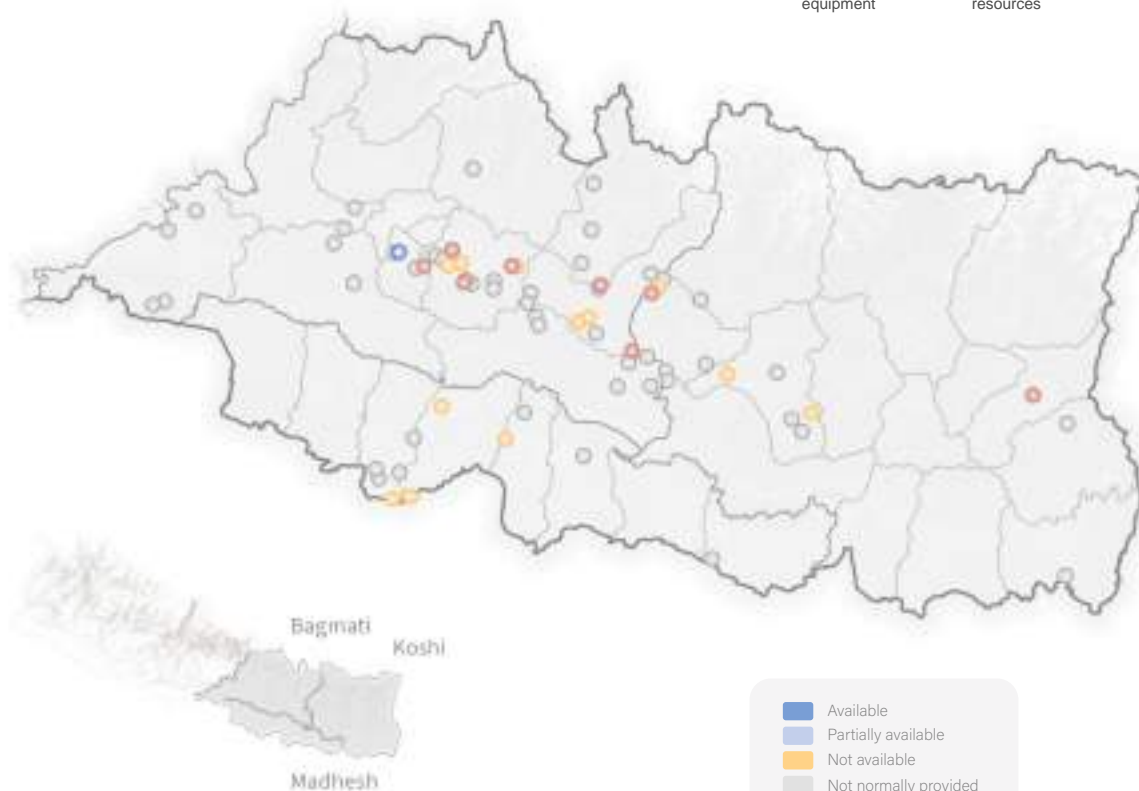 equipment
resources
Bagmati
Koshi
Madhesh
Available
Partially available
Not available
Not normally provided